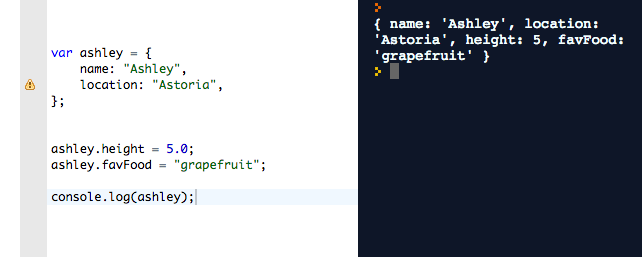 var ashley = {
    name: "Ashley",
    location: "Astoria",
};
ashley.height = 5.0;
ashley.favFood = "grapefruit";
console.log(ashley);
{ name: 'Ashley', location:
'Astoria', height: 5, favFood:
'grapefruit' }